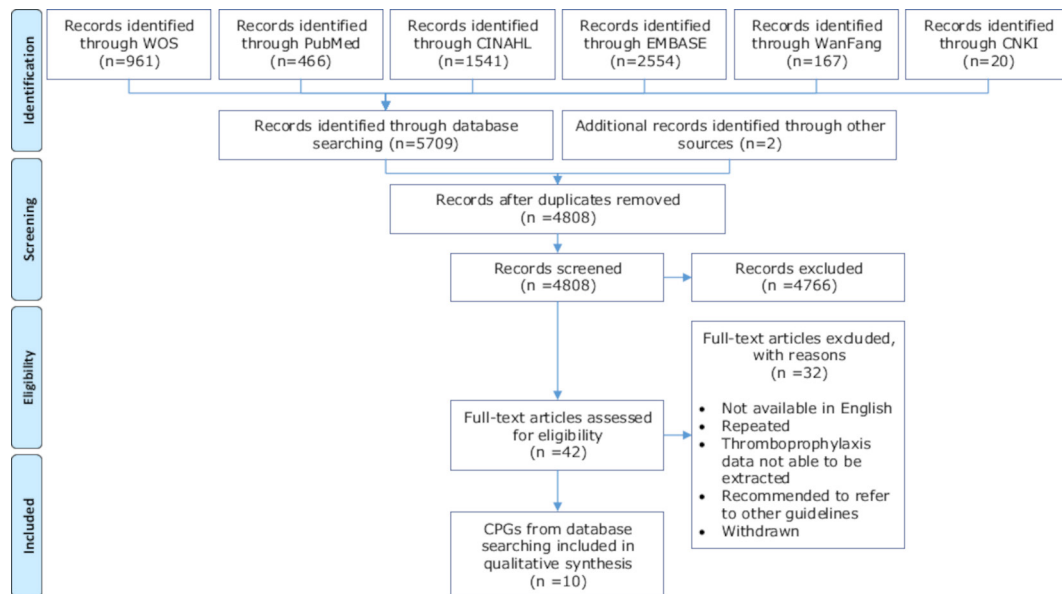 Identification
Records identified
through WOS
(n=961)
Records identified
through PubMed
(n=466)
Records identified
through CINAHL
(n=1541)
Records identified
through EMBASE
(n=2554)
Records identified
through WanFang
(n=167)
Records identified
through CNKI
(n=20)
Records identified through database
searching (n=5709)
Additional records identified through other
sources (n=2)
Screening
Records after duplicates removed
(n =4808)
Records screened
(n =4808)
Records excluded
(n =4766)
Eligibility
Full-text articles assessed
for eligibility
(n =42)
Full-text articles excluded,
with reasons
(n =32)
• Not available in English
• Repeated
• Thromboprophylaxis
data not able to be
extracted
• Recommended to refer
to other guidelines
• Withdrawn
Included
CPGs from database
searching included in
qualitative synthesis
(n =10)